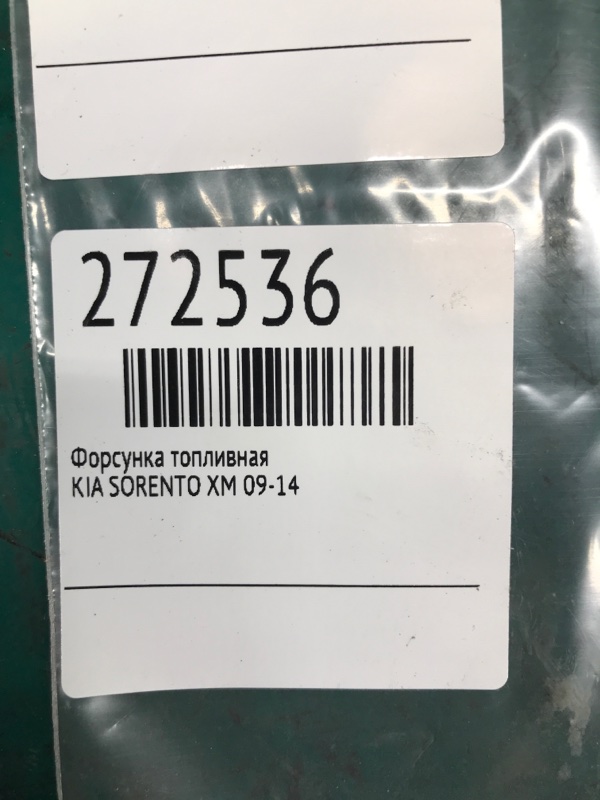 272536
Форсунка топливная
KIA SORENTO XM 09-14